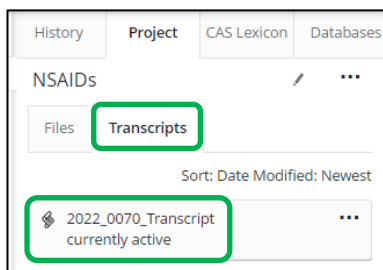 History Project CAS Lexicon Databases
NSAIDs ...
Files Transcripts
Sort: Date Modified: Newest
2022_0070_Transcript ...
currently active